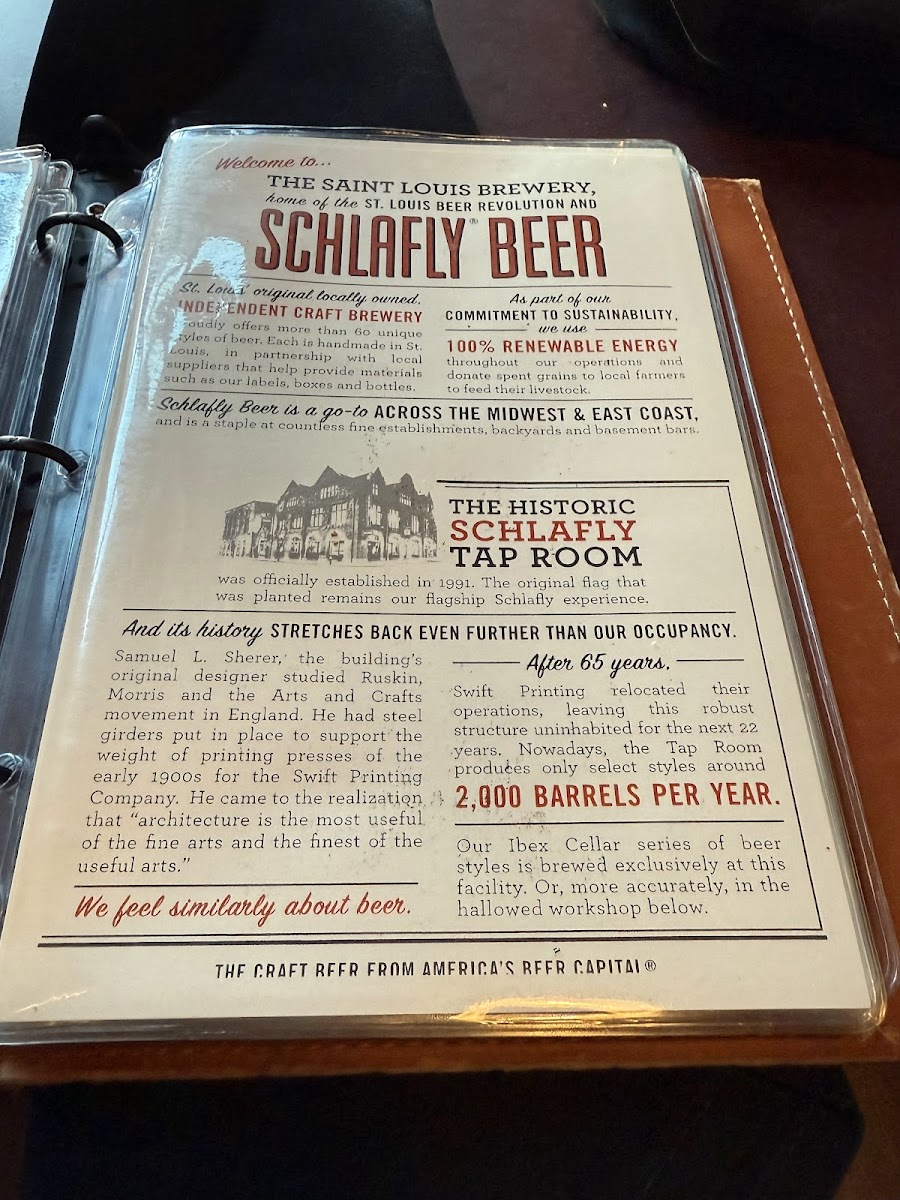 Welcome to...
THE SAINT LOUIS BREWERY,
home of the ST. LOUIS BEER REVOLUTION AND
SCHLAFLY® BEER
St. Louis' original locally owned,
INDEPENDENT CRAFT BREWERY
proudly offers more than 60 unique
styles of beer. Each is handmade in St.
Louis, in partnership with local
suppliers that help provide materials
such as our labels, boxes and bottles.
As part of our
COMMITMENT TO SUSTAINABILITY,
we use
100% RENEWABLE ENERGY
throughout our operations and
donate spent grains to local farmers
to feed their livestock.
Schlafly Beer is a go-to ACROSS THE MIDWEST & EAST COAST,
and is a staple at countless fine establishments, backyards and basement bars.
THE HISTORIC
SCHLAFLY
TAP ROOM
was officially established in 1991. The original flag that
was planted remains our flagship Schlafly experience.
And its history STRETCHES BACK EVEN FURTHER THAN OUR OCCUPANCY.
Samuel L. Sherer, the building's
original designer studied Ruskin,
Morris and the Arts and Crafts
movement in England. He had steel
girders put in place to support the
weight of printing presses of the
early 1900s for the Swift Printing
Company. He came to the realization
that “architecture is the most useful
of the fine arts and the finest of the
useful arts.”
We feel similarly about beer.
After 65 years,
Swift Printing relocated their
operations, leaving this robust
structure uninhabited for the next 22
years. Nowadays, the Tap Room
produces only select styles around
2,000 BARRELS PER YEAR.
Our Ibex Cellar series of beer
styles is brewed exclusively at this
facility. Or, more accurately, in the
hallowed workshop below.
THE CRAFT BEER FROM AMERICA'S BEER CAPITAL®